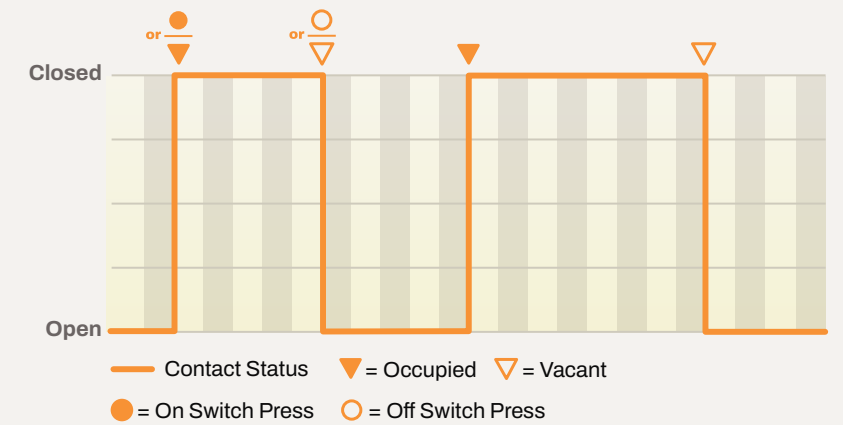 or
or
Closed
Open
Contact Status
= Occupied
= Vacant
= On Switch Press
= Off Switch Press